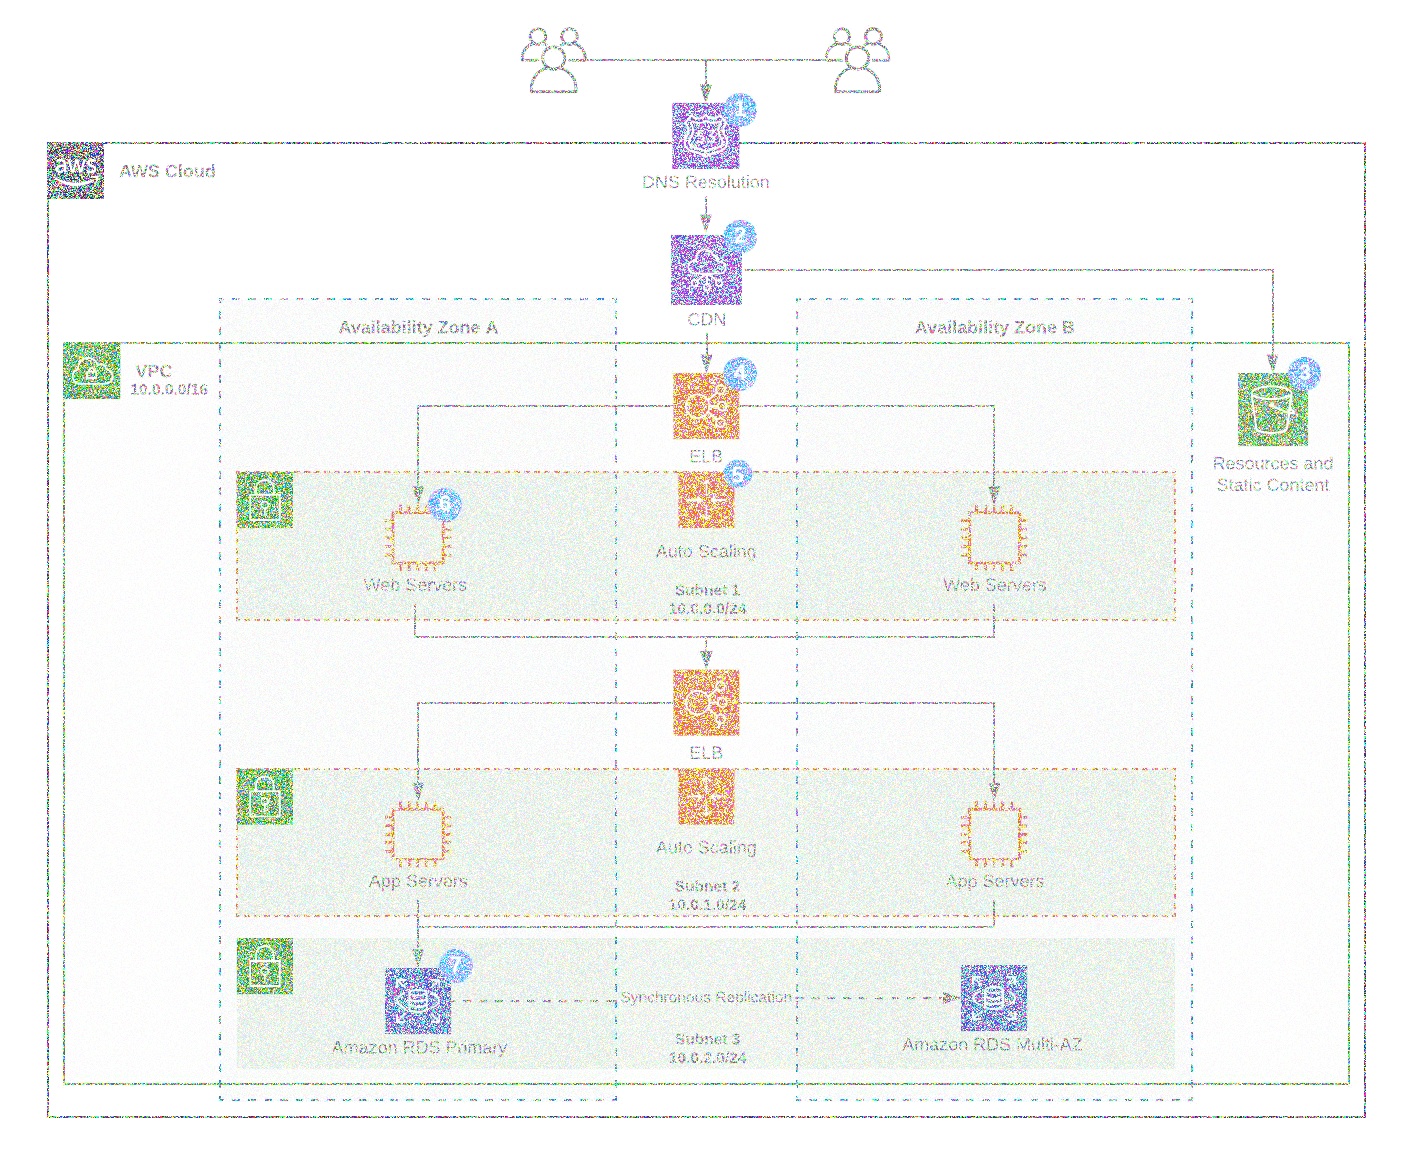 1
aws
AWS Cloud
DNS Resolution
2
CDN
Availability Zone A
Availability Zone B
VPC
10.0.0.0/16
4
3
ELB
Resources and
Static Content
5
6
Auto Scaling
Web Servers
Web Servers
Subnet 1
10.0.0.0/24
ELB
Auto Scaling
App Servers
App Servers
Subnet 2
10.0.1.0/24
7
Synchronous Replication
Amazon RDS Primary
Subnet 3
10.0.2.0/24
Amazon RDS Multi-AZ